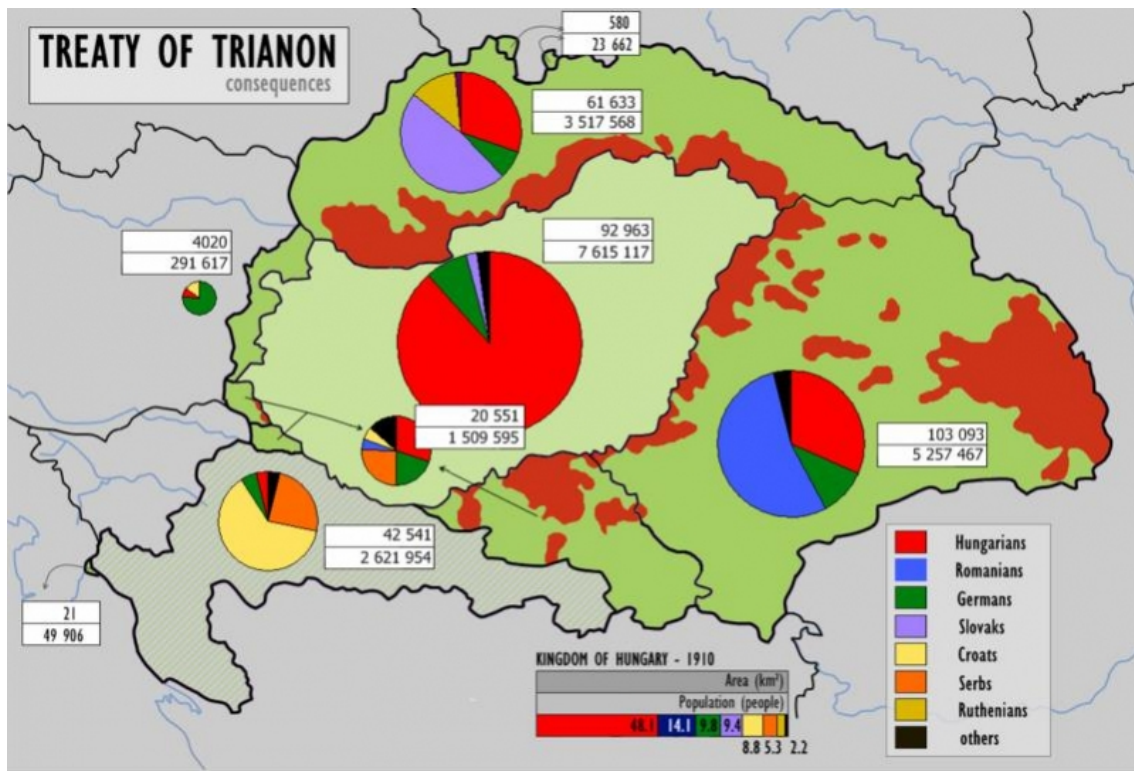 TREATY OF TRIANON
consequences
580
23 662
61 633
3 517 568
92 963
7 615 117
4020
291 617
20 551
1 509 595
103 093
5 257 467
42 541
2 621 954
21
49 906
Hungarians
Romanians
Germans
Slovaks
Croats
Serbs
Ruthenians
others
KINGDOM OF HUNGARY - 1910
Area (km²)
Population (people)
48.1 14.1 9.8 9.4
8.8 5.3 2.2